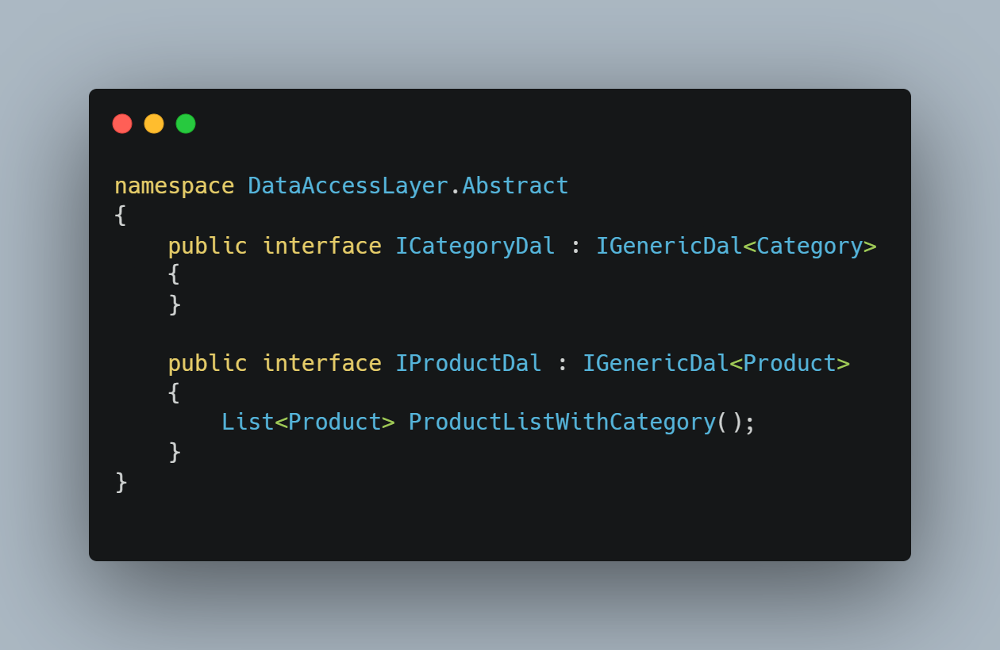 namespace DataAccessLayer.Abstract
{
    public interface ICategoryDal : IGenericDal<Category>
    {
    }

    public interface IProductDal : IGenericDal<Product>
    {
        List<Product> ProductListWithCategory();
    }
}